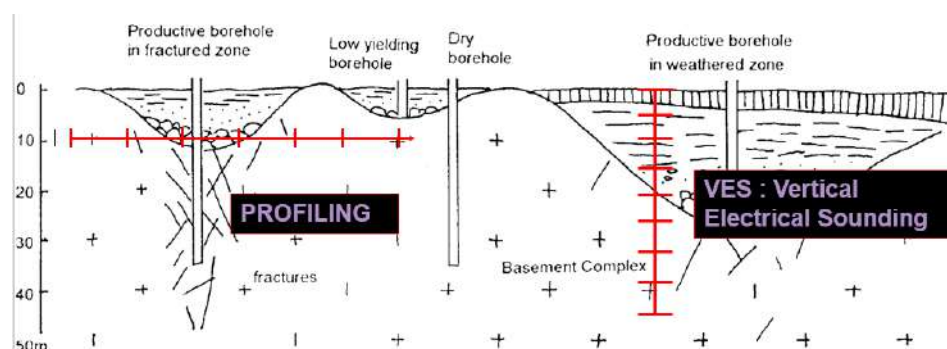 Productive borehole
in fractured zone
Low yielding
borehole
Dry
borehole
Productive borehole
in weathered zone
0
10
20
30
40
50m
PROFILING
VES : Vertical
Electrical Sounding
fractures
Basement Complex